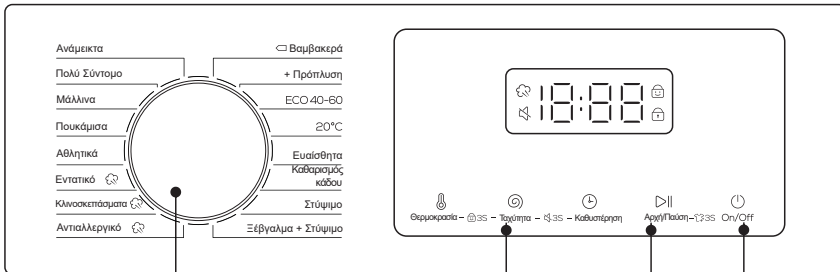 Ανάμεικτα
Πολύ Σύντομο
Μάλλινα
Πουκάμισα
Αθλητικά
Εντατικό
Κλινοσκεπάσματα
Αντιαλλεργικό
Βαμβακερά
+ Πρόπλυση
ECO 40-60
20°C
Ευαίσθητα
Καθαρισμός
κάδου
Στύψιμο
Ξέβγαλμα + Στύψιμο
18:88
Θερμοκρασία - 3S - Ταχύτητα - 3S - Καθυστέρηση Αρχή/Παύση - 3S On/Off